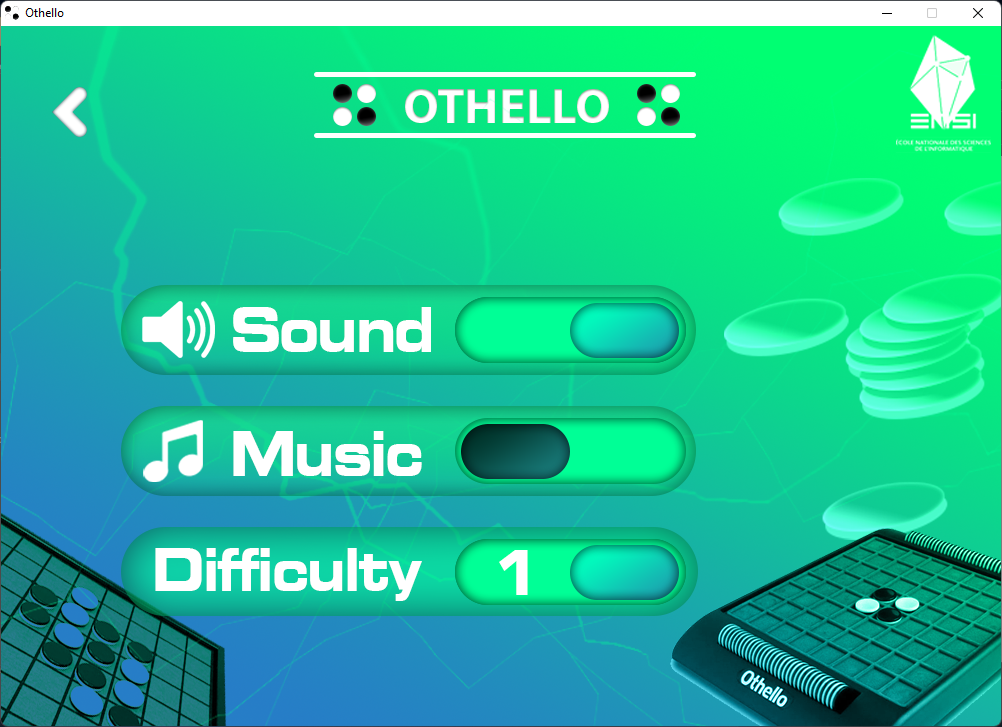 Othello
OTHELLO
ENSI
ÉCOLE NATIONALE DES SCIENCES
DE L'INFORMATIQUE
Sound
Music
Difficulty 1
Othello